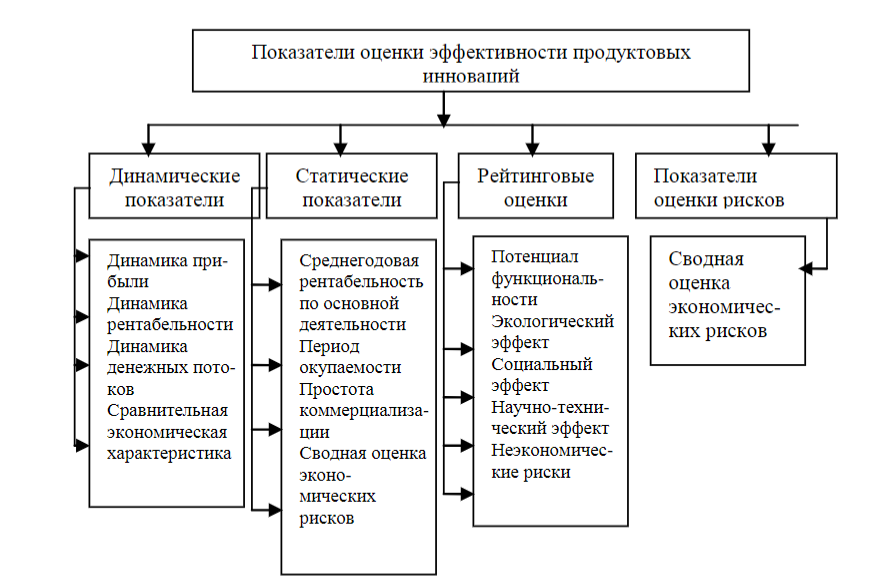 Показатели оценки эффективности продуктовых
инноваций
Динамические
показатели
Статические
показатели
Рейтинговые
оценки
Показатели
оценки рисков
Динамика при-
были
Динамика
рентабельности
Динамика
денежных пото-
ков
Сравнительная
экономическая
характеристика
Среднегодовая
рентабельность
по основной
деятельности
Период
окупаемости
Простота
коммерциализа-
ции
Сводная оценка
эконо-
мических
рисков
Потенциал
функциональ-
ности
Экологический
эффект
Социальный
эффект
Научно-техни-
ческий эффект
Неэкономичес-
кие риски
Сводная
оценка
экономичес-
ких рисков